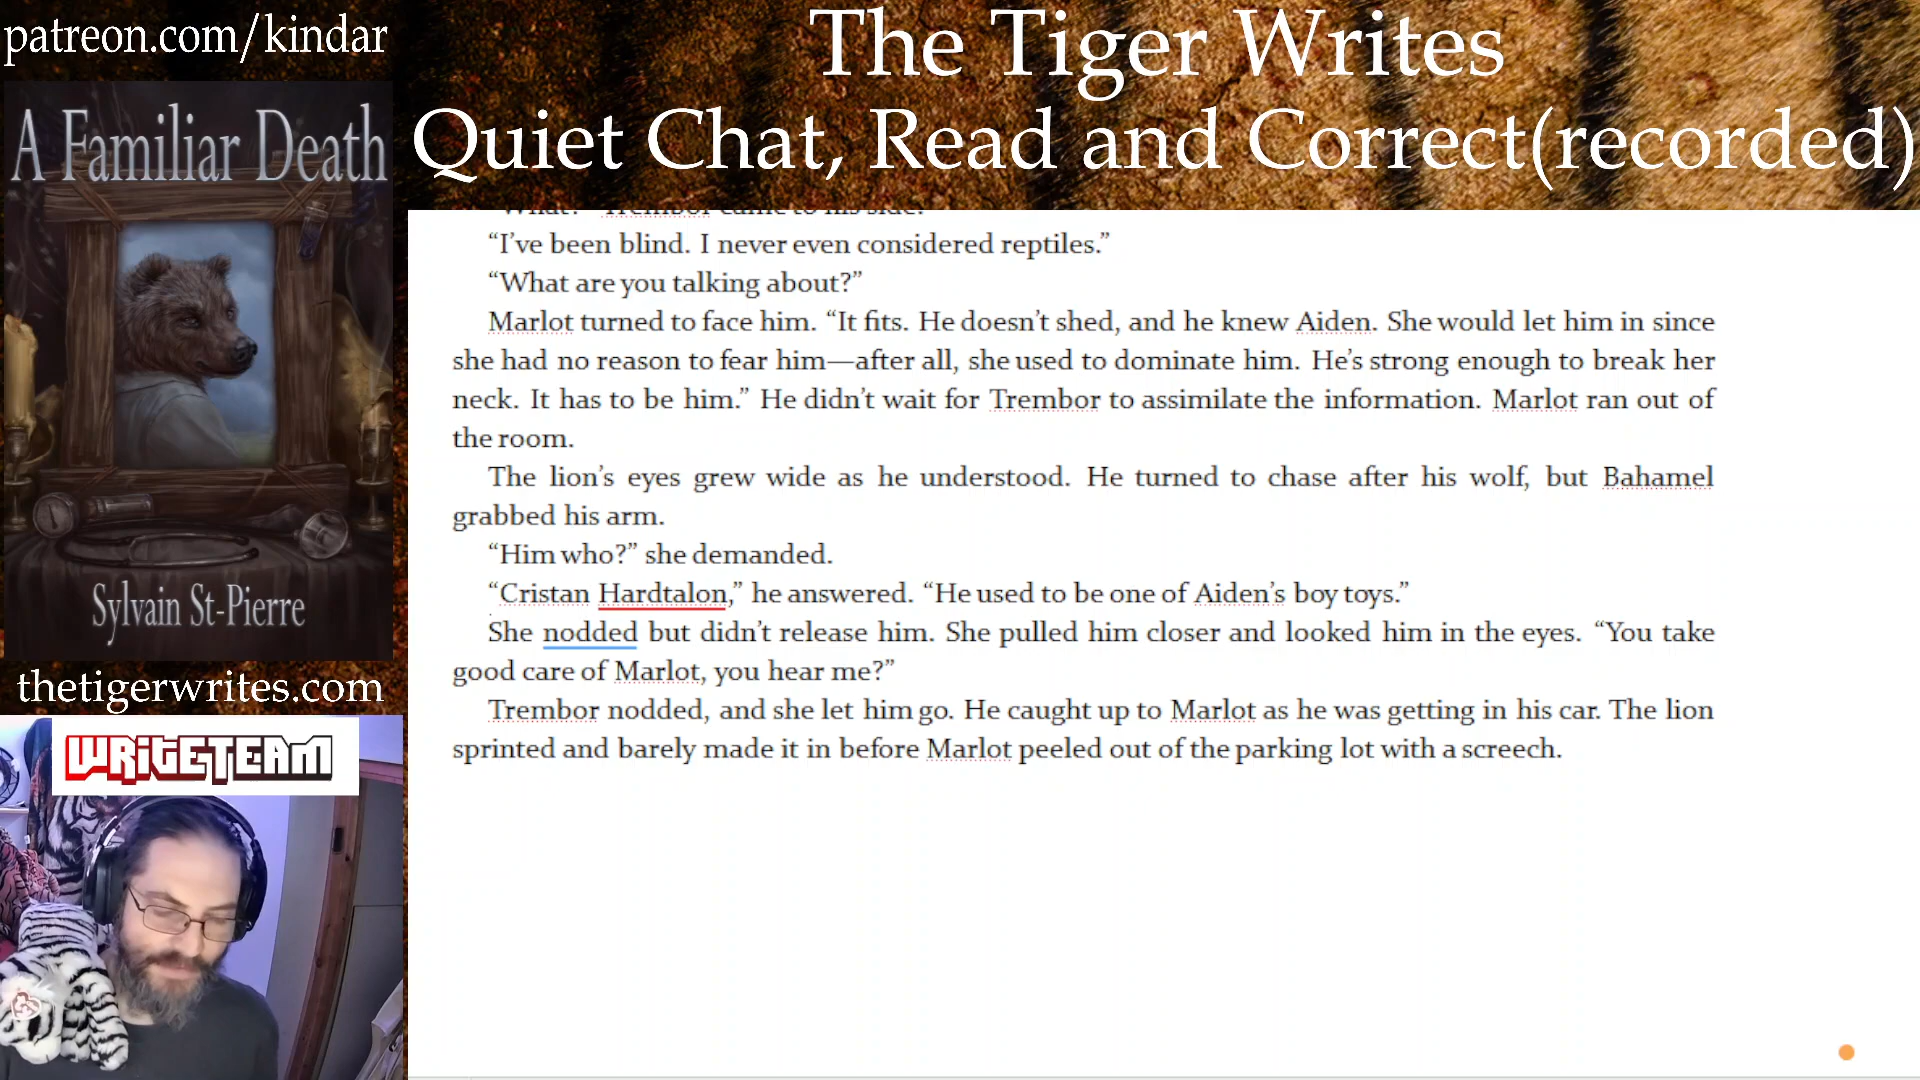 patreon.com/kindar
The Tiger Writes
Quiet Chat, Read and Correct(recorded)
A Familiar Death
Sylvain St-Pierre
thetigerwrites.com
WRITETEAM
“What?” Trembor came to his side.
“I’ve been blind. I never even considered reptiles.”
“What are you talking about?”
Marlot turned to face him. “It fits. He doesn’t shed, and he knew Aiden. She would let him in since
she had no reason to fear him—after all, she used to dominate him. He’s strong enough to break her
neck. It has to be him.” He didn’t wait for Trembor to assimilate the information. Marlot ran out of
the room.
The lion’s eyes grew wide as he understood. He turned to chase after his wolf, but Bahamel
grabbed his arm.
“Him who?” she demanded.
“Cristan Hardtalon,” he answered. “He used to be one of Aiden’s boy toys.”
She nodded but didn’t release him. She pulled him closer and looked him in the eyes. “You take
good care of Marlot, you hear me?”
Trembor nodded, and she let him go. He caught up to Marlot as he was getting in his car. The lion
sprinted and barely made it in before Marlot peeled out of the parking lot with a screech.